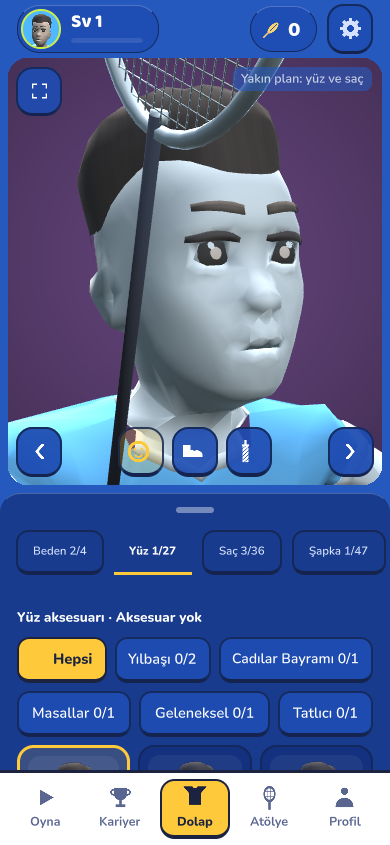 Sv 1
0
Yakın plan: yüz ve saç
Beden 2/4
Yüz 1/27
Saç 3/36
Şapka 1/47
Yüz aksesuarı · Aksesuar yok
Hepsi
Yılbaşı 0/2
Cadılar Bayramı 0/1
Masallar 0/1
Geleneksel 0/1
Tatlıcı 0/1
Oyna
Kariyer
Dolap
Atölye
Profil